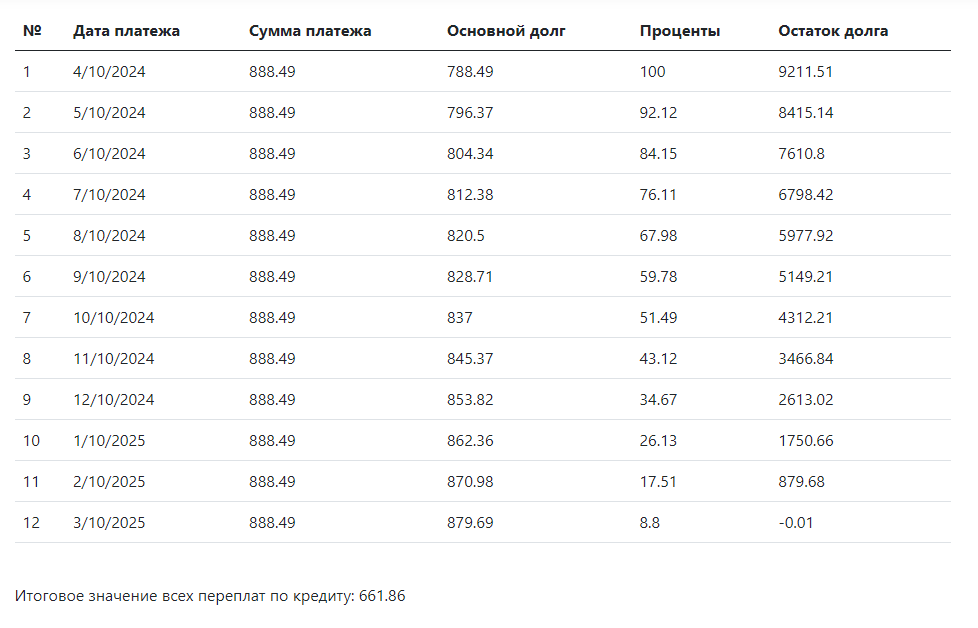 № Дата платежа Сумма платежа Основной долг Проценты Остаток долга
1 4/10/2024 888.49 788.49 100 9211.51
2 5/10/2024 888.49 796.37 92.12 8415.14
3 6/10/2024 888.49 804.34 84.15 7610.8
4 7/10/2024 888.49 812.38 76.11 6798.42
5 8/10/2024 888.49 820.5 67.98 5977.92
6 9/10/2024 888.49 828.71 59.78 5149.21
7 10/10/2024 888.49 837 51.49 4312.21
8 11/10/2024 888.49 845.37 43.12 3466.84
9 12/10/2024 888.49 853.82 34.67 2613.02
10 1/10/2025 888.49 862.36 26.13 1750.66
11 2/10/2025 888.49 870.98 17.51 879.68
12 3/10/2025 888.49 879.69 8.8 -0.01
Итоговое значение всех переплат по кредиту: 661.86